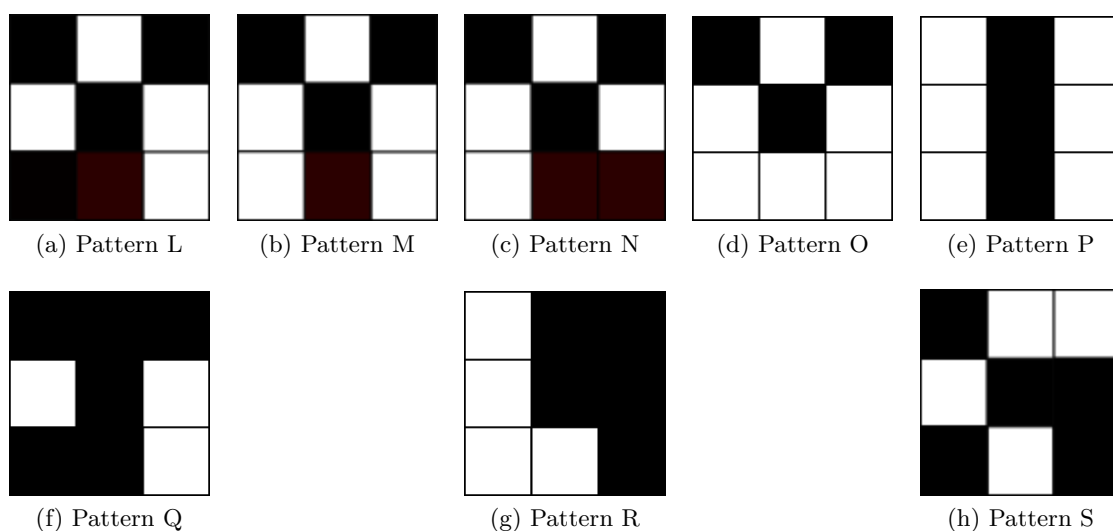 (a) Pattern L
(b) Pattern M
(c) Pattern N
(d) Pattern O
(e) Pattern P
(f) Pattern Q
(g) Pattern R
(h) Pattern S